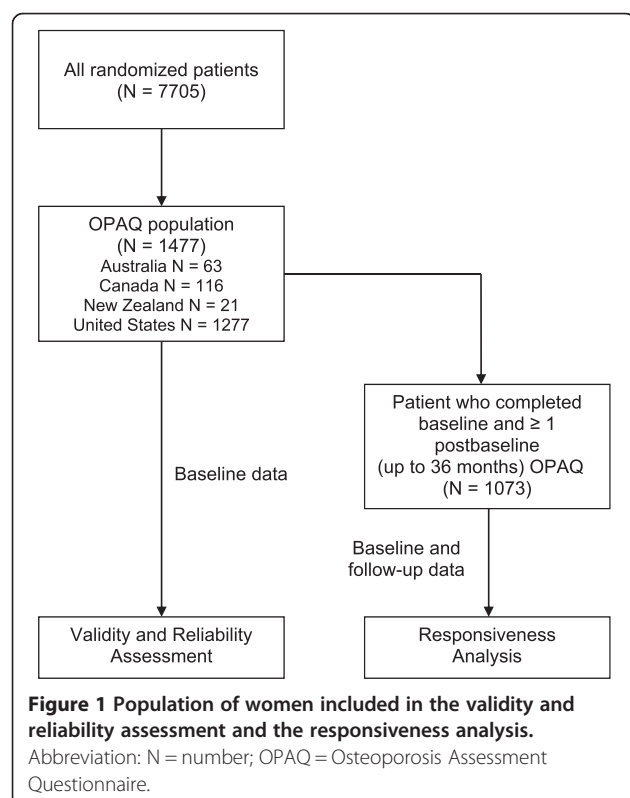 All randomized patients
(N = 7705)
OPAQ population
(N = 1477)
Australia N = 63
Canada N = 116
New Zealand N = 21
United States N = 1277
Patient who completed
baseline and ≥ 1
postbaseline
(up to 36 months) OPAQ
(N = 1073)
Baseline data
Baseline and
follow-up data
Validity and Reliability
Assessment
Responsiveness
Analysis
Figure 1 Population of women included in the validity and
reliability assessment and the responsiveness analysis.
Abbreviation: N = number; OPAQ = Osteoporosis Assessment
Questionnaire.